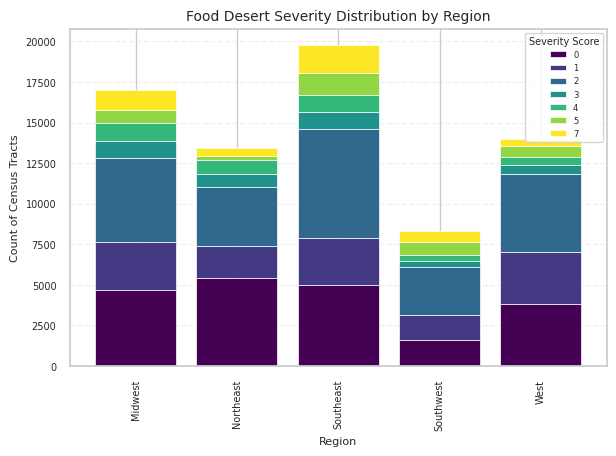 Food Desert Severity Distribution by Region
Count of Census Tracts
20000
17500
15000
12500
10000
7500
5000
2500
0
Severity Score
0
1
2
3
4
5
7
Midwest
Northeast
Southeast
Southwest
West
Region